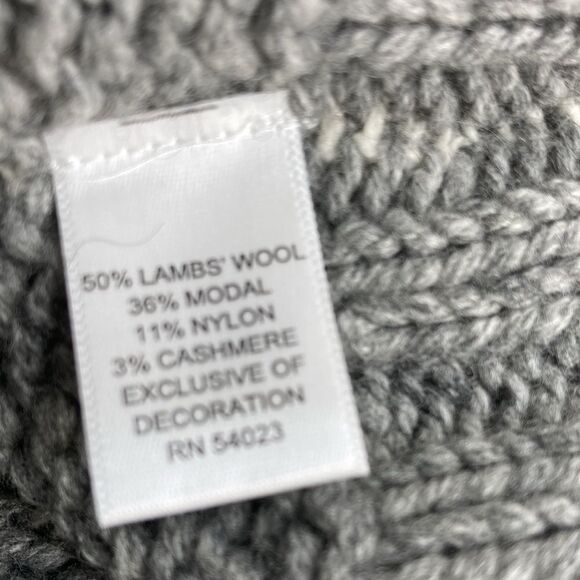 50% LAMBS' WOOL
36% MODAL
11% NYLON
3% CASHMERE
EXCLUSIVE OF
DECORATION
RN 54023